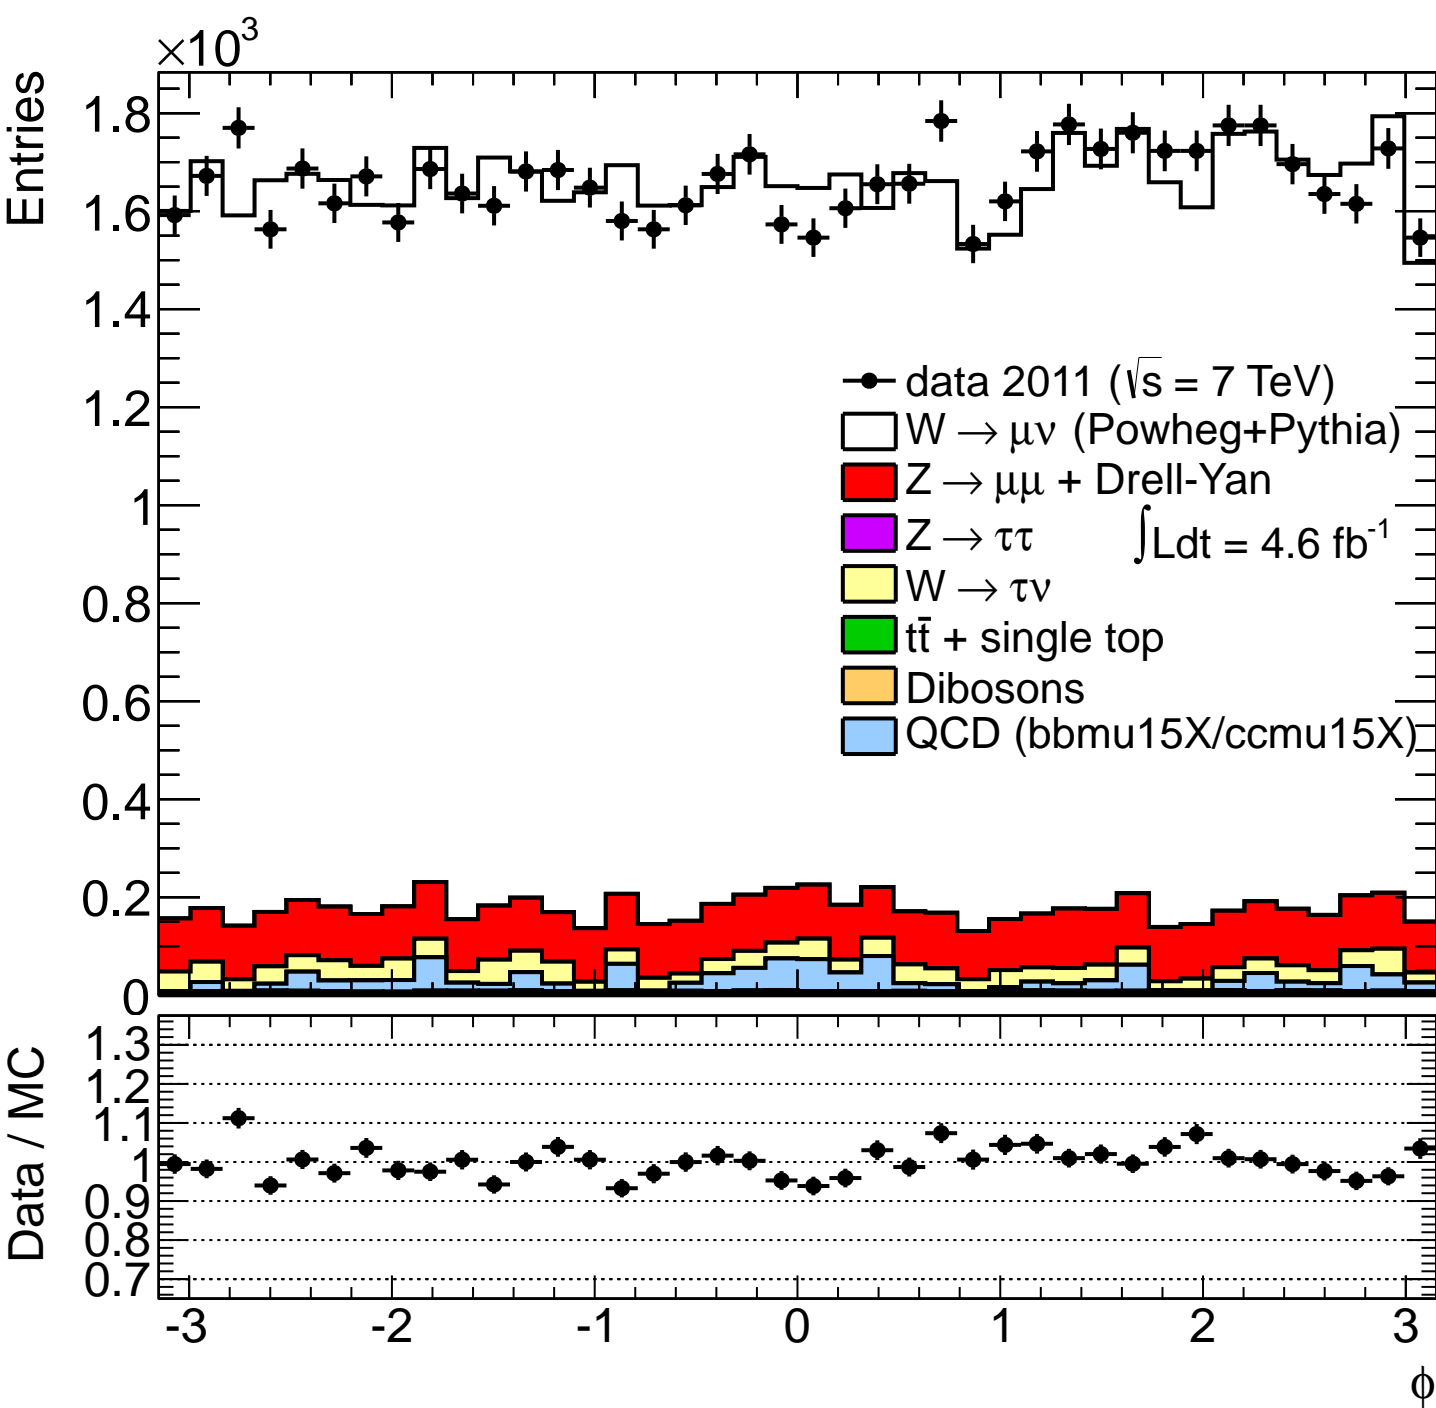 ×10³
Entries
1.8
1.6
1.4
1.2
1
0.8
0.6
0.4
0.2
0
data 2011 (√s = 7 TeV)
W → μν (Powheg+Pythia)
Z → μμ + Drell-Yan
Z → ττ
∫Ldt = 4.6 fb⁻¹
W → τν
tt̄ + single top
Dibosons
QCD (bbmu15X/ccmu15X)
Data / MC
1.3
1.2
1.1
1
0.9
0.8
0.7
-3 -2 -1 0 1 2 3
ϕ